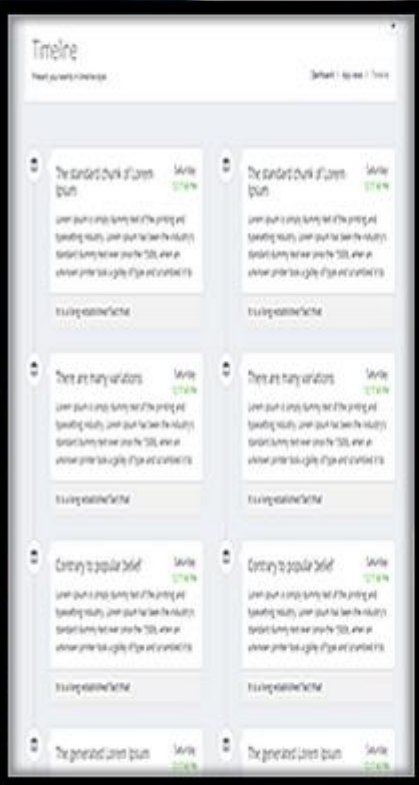 Timeline
Present your events in timeline style.
Dashboard / App views / Timeline
The standard chunk of Lorem
Ipsum
Saturday
Lorem Ipsum is simply dummy text of the printing and
typesetting industry. Lorem Ipsum has been the industry's
standard dummy text ever since the 1500s, when an
unknown printer took a galley of type and scrambled it to
It is a long established fact that
The standard chunk of Lorem
Ipsum
Saturday
Lorem Ipsum is simply dummy text of the printing and
typesetting industry. Lorem Ipsum has been the industry's
standard dummy text ever since the 1500s, when an
unknown printer took a galley of type and scrambled it to
It is a long established fact that
There are many variations
Saturday
Lorem Ipsum is simply dummy text of the printing and
typesetting industry. Lorem Ipsum has been the industry's
standard dummy text ever since the 1500s, when an
unknown printer took a galley of type and scrambled it to
It is a long established fact that
There are many variations
Saturday
Lorem Ipsum is simply dummy text of the printing and
typesetting industry. Lorem Ipsum has been the industry's
standard dummy text ever since the 1500s, when an
unknown printer took a galley of type and scrambled it to
It is a long established fact that
Contrary to popular belief
Saturday
Lorem Ipsum is simply dummy text of the printing and
typesetting industry. Lorem Ipsum has been the industry's
standard dummy text ever since the 1500s, when an
unknown printer took a galley of type and scrambled it to
It is a long established fact that
Contrary to popular belief
Saturday
Lorem Ipsum is simply dummy text of the printing and
typesetting industry. Lorem Ipsum has been the industry's
standard dummy text ever since the 1500s, when an
unknown printer took a galley of type and scrambled it to
It is a long established fact that
The generated Lorem Ipsum
Saturday
The generated Lorem Ipsum
Saturday